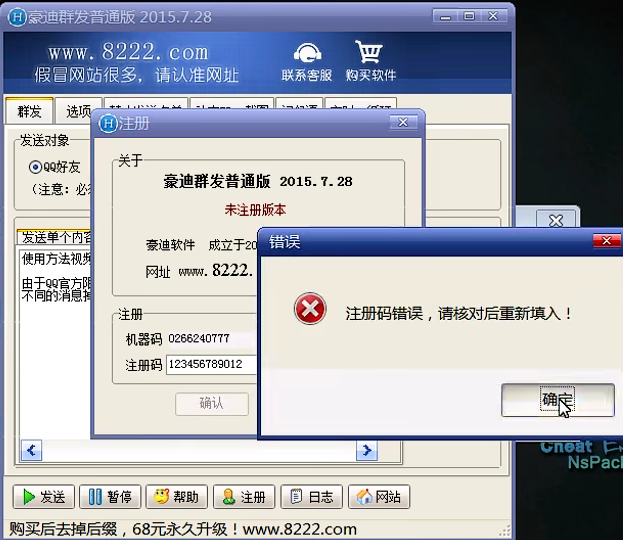 豪迪群发普通版 2015.7.28
www.8222.com
假冒网站很多,请认准网址
联系客服
购买软件
群发
选项
注册
发送对象
QQ好友
关于
豪迪群发普通版 2015.7.28
未注册版本
豪迪软件 成立于20
网址 www.8222.
错误
注册码错误,请核对后重新填入!
确定
发送单个内容
使用方法视频
由于QQ官方限
不同的消息掉
注册
机器码 0266240777
注册码 123456789012
确认
NsPack
发送
暂停
帮助
注册
日志
网站
购买后去掉后缀,68元永久升级!www.8222.com